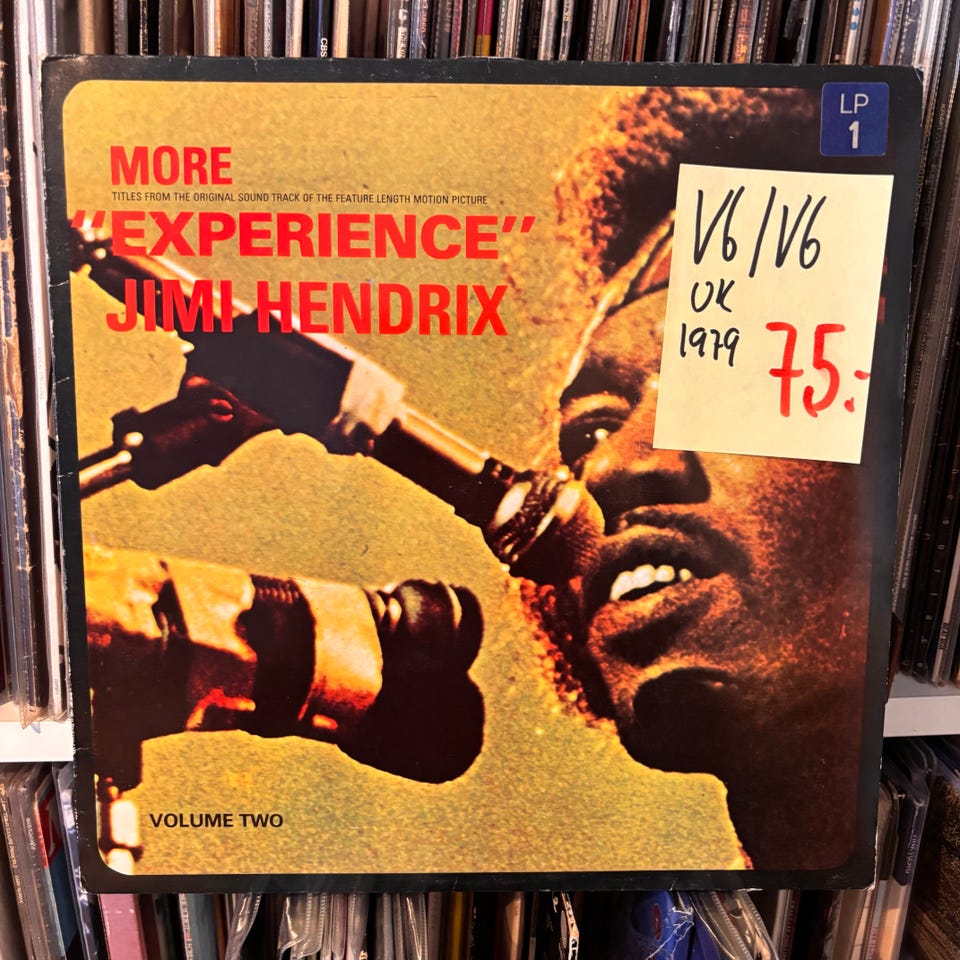 LP
1
MORE
TITLES FROM THE ORIGINAL SOUND TRACK OF THE FEATURE LENGTH MOTION PICTURE
"EXPERIENCE"
JIMI HENDRIX
VG/VG
UK
1979
75.-
VOLUME TWO
CBS